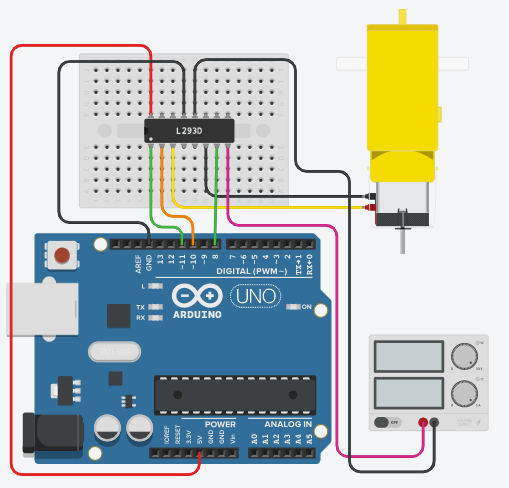 L293D
AREF
GND
13
12
~11
~10
~9
8
7
~6
~5
4
~3
2
TX→1
RX←0
DIGITAL (PWM~)
L
TX
RX
UNO
ARDUINO
ON
POWER
ANALOG IN
IOREF
RESET
3.3V
5V
GND
GND
Vin
A0
A1
A2
A3
A4
A5
OFF